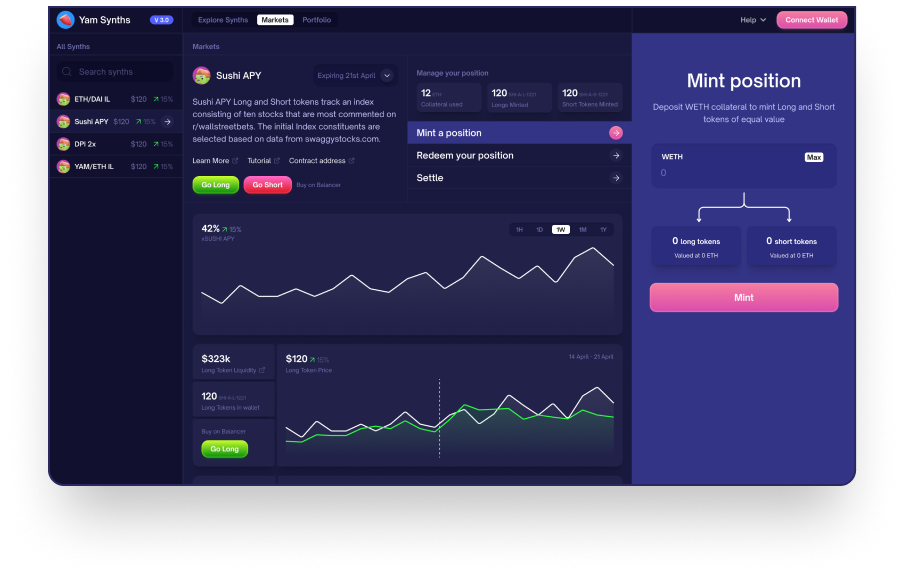 Yam Synths
V 3.0
Explore Synths
Markets
Portfolio
Help
Connect Wallet
All Synths
Search synths
ETH/DAI IL $120 15%
Sushi APY $120 16%
DPI 2x $120 15%
YAM/ETH IL $120 15%
Markets
Sushi APY
Expiring 21st April
Sushi APY Long and Short tokens track an index
consisting of ten stocks that are most commented on
r/wallstreetbets. The initial Index constituents are
selected based on data from swaggystocks.com.
Learn More
Tutorial
Contract address
Go Long
Go Short
Buy on Balancer
Manage your position
12 ETH
Collateral used
120
Longs Minted
120
Short Tokens Minted
Mint a position
Redeem your position
Settle
42% 15%
xSUSHI APY
1H
1D
1W
1M
1Y
$323k
Long Token Liquidity
120
Long Tokens in wallet
Buy on Balancer
Go Long
$120 15%
Long Token Price
14 April - 21 April
Mint position
Deposit WETH collateral to mint Long and Short
tokens of equal value
WETH
Max
0
0 long tokens
Valued at 0 ETH
0 short tokens
Valued at 0 ETH
Mint